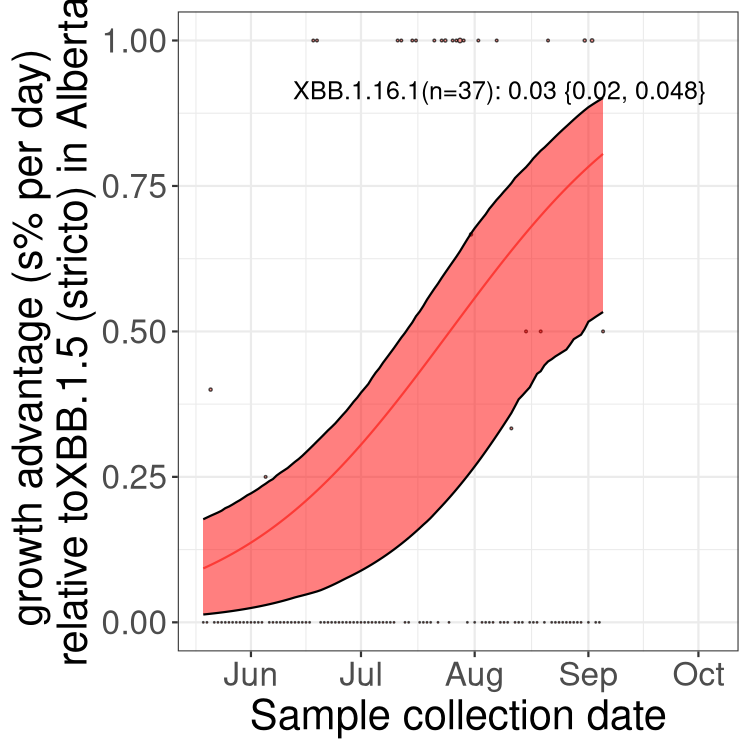 growth advantage (s% per day)
relative toXBB.1.5 (stricto) in Alberta
1.00
0.75
0.50
0.25
0.00
XBB.1.16.1(n=37): 0.03 {0.02, 0.048}
Jun Jul Aug Sep Oct
Sample collection date